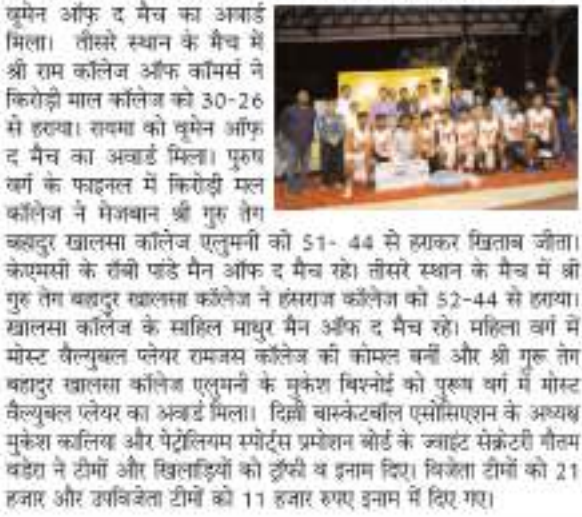 वूमेन ऑफ द मैच का अवार्ड
मिला। तीसरे स्थान के मैच में
श्री राम कॉलेज ऑफ कॉमर्स ने
किरोड़ी माल कॉलेज को 30-26
से हराया। रायमा को वूमेन ऑफ
द मैच का अवार्ड मिला। पुरुष
वर्ग के फाइनल में किरोड़ी मल
कॉलेज ने मेजबान श्री गुरु तेग
बहादुर खालसा कॉलेज एलुमनी को 51- 44 से हराकर खिताब जीता।
केएमसी के रॉबी पांडे मैन ऑफ द मैच रहे। तीसरे स्थान के मैच में श्री
गुरु तेग बहादुर खालसा कॉलेज ने हंसराज कॉलेज को 52-44 से हराया।
खालसा कॉलेज के साहिल माथुर मैन ऑफ द मैच रहे। महिला वर्ग में
मोस्ट वैल्युबल प्लेयर रामजस कॉलेज की कोमल बनीं और श्री गुरू तेग
बहादुर खालसा कॉलेज एलुमनी के मुकेश बिश्नोई को पुरूष वर्ग में मोस्ट
वैल्युबल प्लेयर का अवार्ड मिला। दिल्ली बास्केटबॉल एसोसिएशन के अध्यक्ष
मुकेश कालिया और पेट्रोलियम स्पोर्ट्स प्रमोशन बोर्ड के ज्वाइंट सेक्रेटरी गौतम
वडेरा ने टीमों और खिलाड़ियों को ट्रॉफी व इनाम दिए। विजेता टीमों को 21
हजार और उपविजेता टीमों को 11 हजार रुपए इनाम में दिए गए।